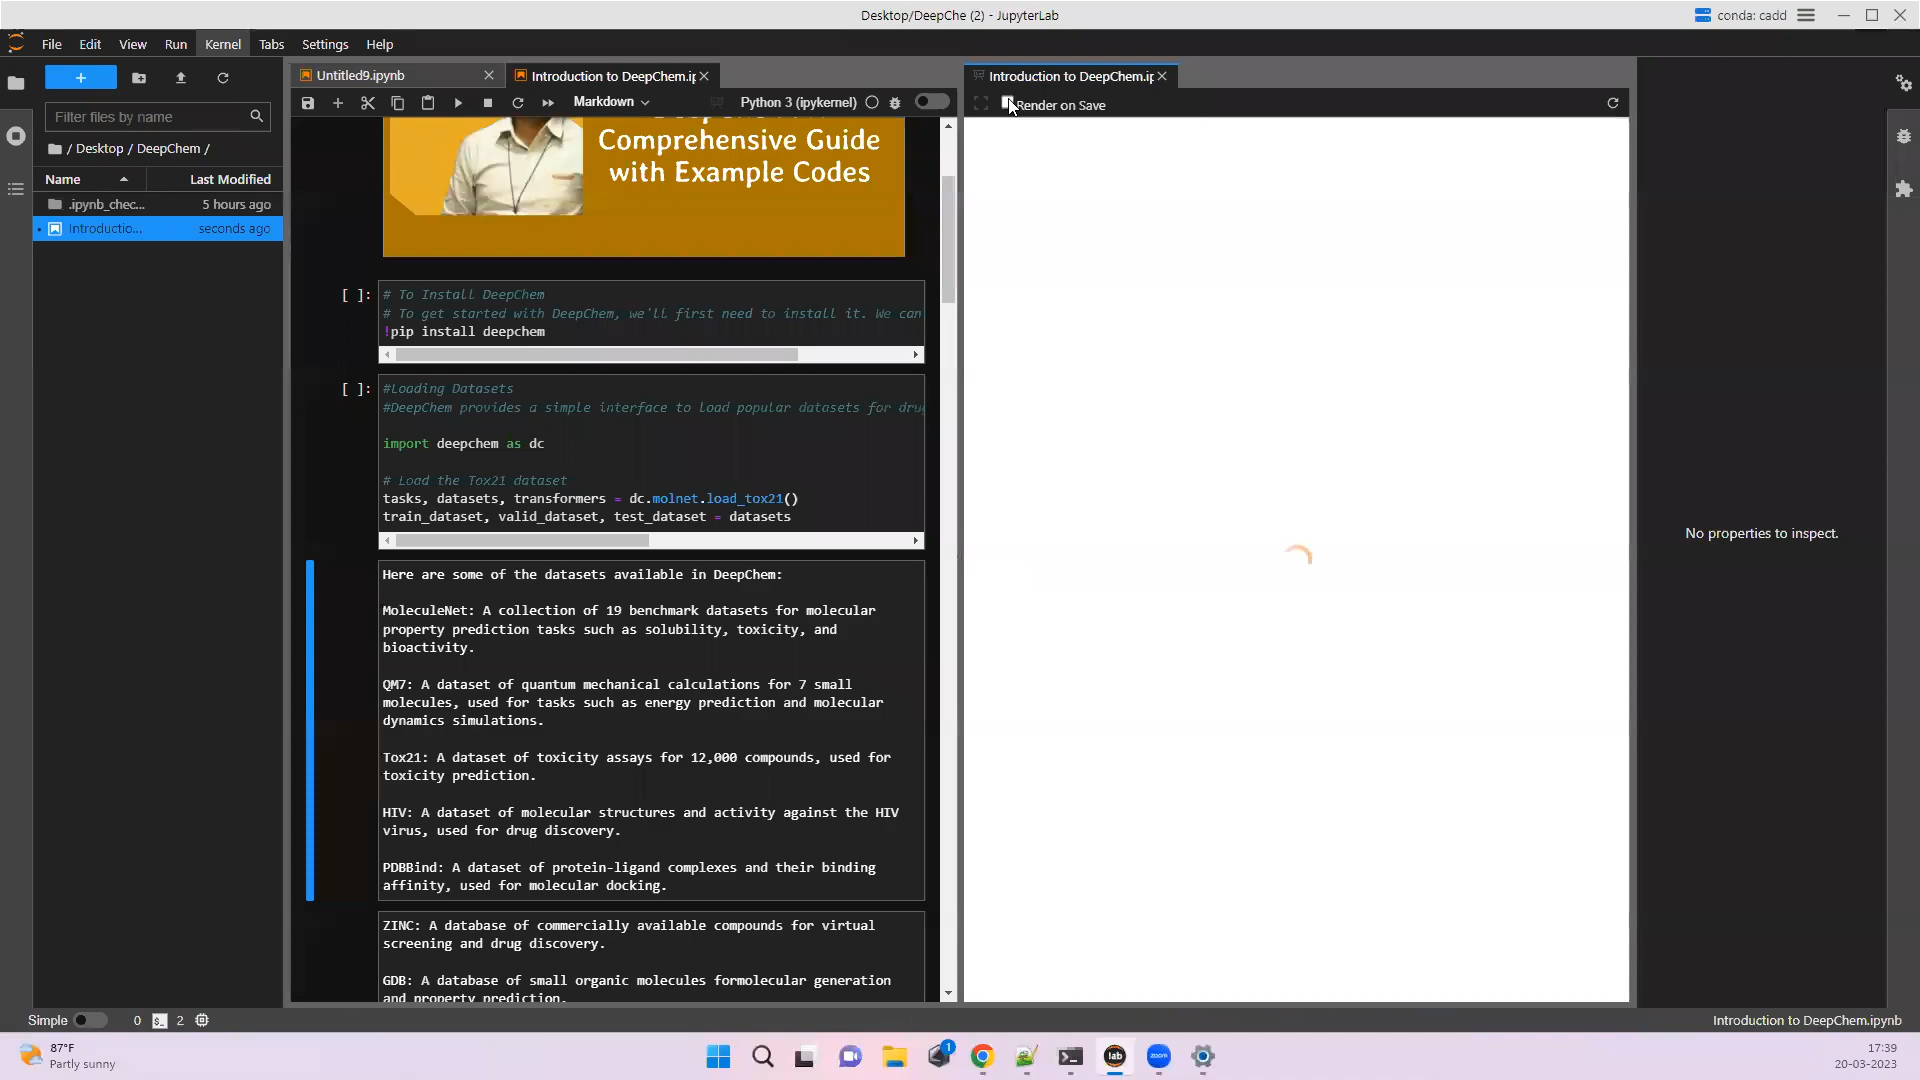 Desktop/DeepChe (2) - JupyterLab
conda: cadd
File Edit View Run Kernel Tabs Settings Help
Untitled9.ipynb
Introduction to DeepChem.ip
Introduction to DeepChem.ip
Markdown
Python 3 (ipykernel)
Render on Save
Filter files by name
/ Desktop / DeepChem /
Name Last Modified
.ipynb_chec... 5 hours ago
Introductio... seconds ago
Comprehensive Guide
with Example Codes
[ ]:
# To Install DeepChem
# To get started with DeepChem, we'll first need to install it. We can
!pip install deepchem
[ ]:
#Loading Datasets
#DeepChem provides a simple interface to load popular datasets for drug
import deepchem as dc
# Load the Tox21 dataset
tasks, datasets, transformers = dc.molnet.load_tox21()
train_dataset, valid_dataset, test_dataset = datasets
Here are some of the datasets available in DeepChem:
MoleculeNet: A collection of 19 benchmark datasets for molecular
property prediction tasks such as solubility, toxicity, and
bioactivity.
QM7: A dataset of quantum mechanical calculations for 7 small
molecules, used for tasks such as energy prediction and molecular
dynamics simulations.
Tox21: A dataset of toxicity assays for 12,000 compounds, used for
toxicity prediction.
HIV: A dataset of molecular structures and activity against the HIV
virus, used for drug discovery.
PDBBind: A dataset of protein-ligand complexes and their binding
affinity, used for molecular docking.
ZINC: A database of commercially available compounds for virtual
screening and drug discovery.
GDB: A database of small organic molecules formolecular generation
and property prediction.
No properties to inspect.
Simple 0 $_ 2
Introduction to DeepChem.ipynb
87°F
Partly sunny
1
lab
zoom
17:39
20-03-2023